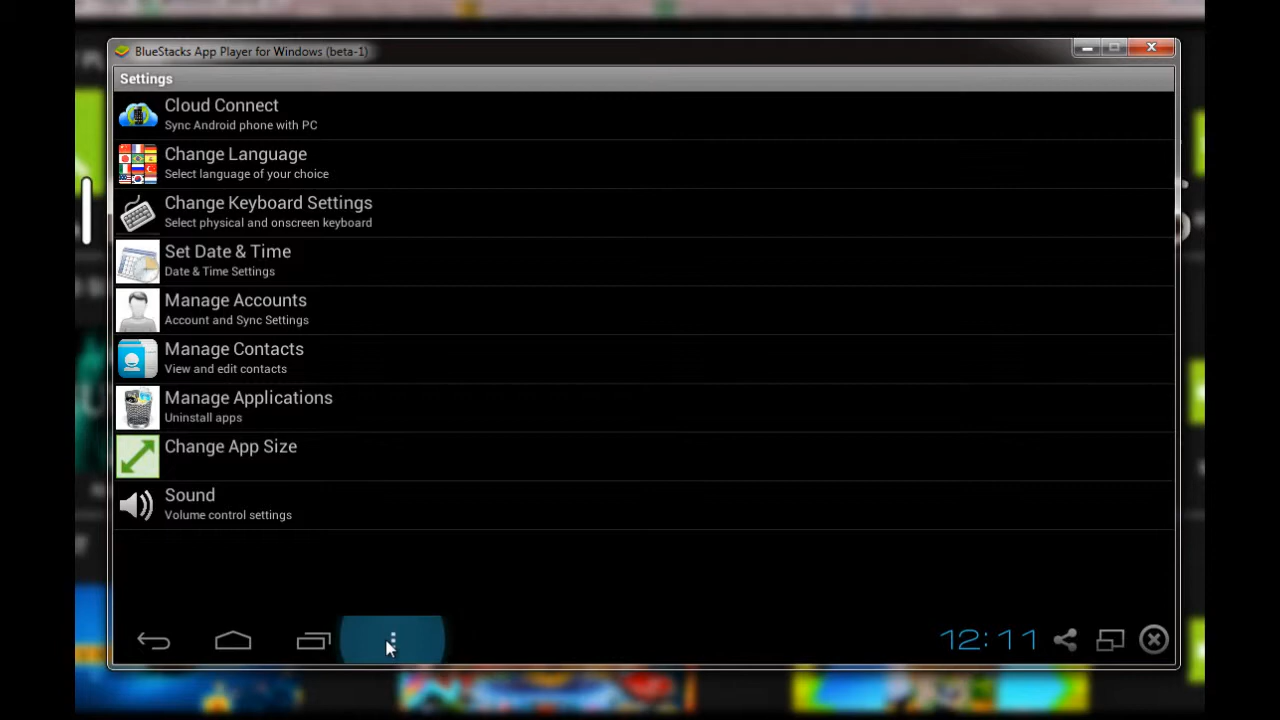 BlueStacks App Player for Windows (beta-1)
Settings
Cloud Connect
Sync Android phone with PC
Change Language
Select language of your choice
Change Keyboard Settings
Select physical and onscreen keyboard
Set Date & Time
Date & Time Settings
Manage Accounts
Account and Sync Settings
Manage Contacts
View and edit contacts
Manage Applications
Uninstall apps
Change App Size
Sound
Volume control settings
12:11